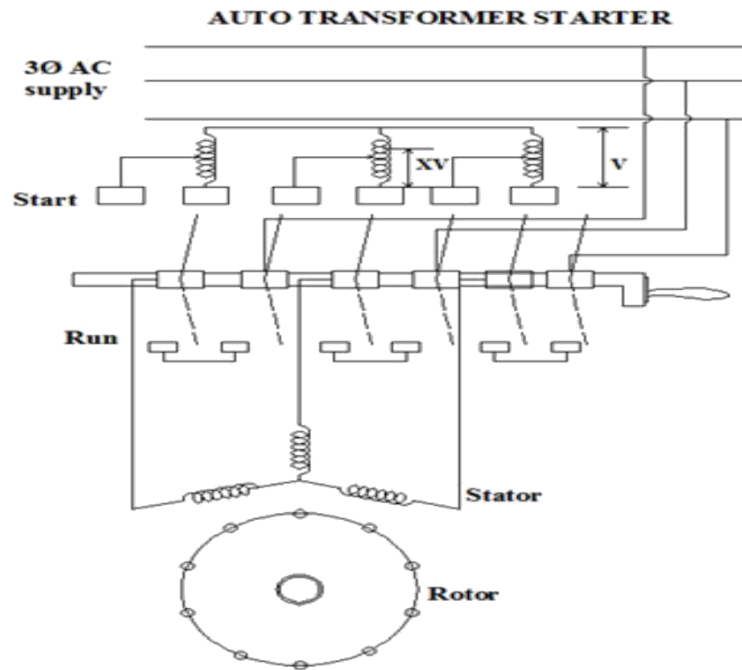 AUTO TRANSFORMER STARTER
3Ø AC
supply
XV
V
Start
Run
Stator
Rotor